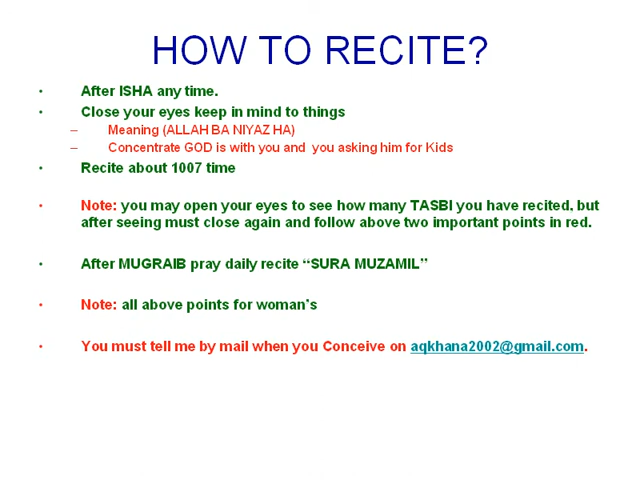 HOW TO RECITE?
• After ISHA any time.
• Close your eyes keep in mind to things
– Meaning (ALLAH BA NIYAZ HA)
– Concentrate GOD is with you and you asking him for Kids
• Recite about 1007 time
• Note: you may open your eyes to see how many TASBI you have recited, but
after seeing must close again and follow above two important points in red.
• After MUGRAIB pray daily recite “SURA MUZAMIL”
• Note: all above points for woman’s
• You must tell me by mail when you Conceive on aqkhana2002@gmail.com.